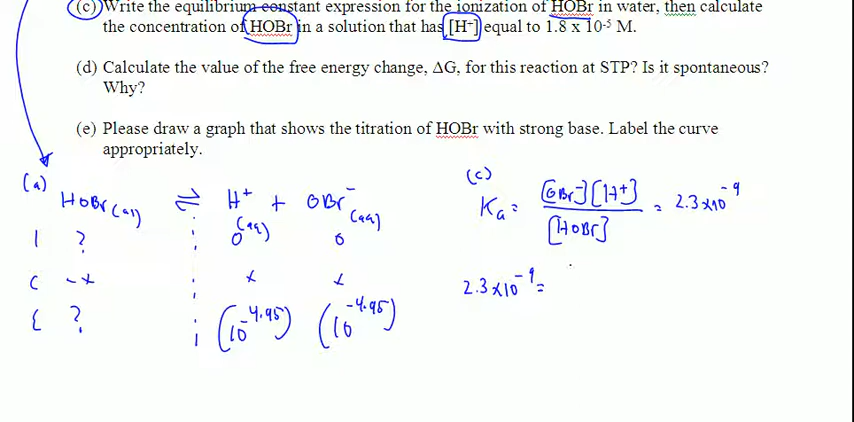 (c) Write the equilibrium constant expression for the ionization of HOBr in water, then calculate
the concentration of HOBr in a solution that has [H⁺] equal to 1.8 x 10⁻⁵ M.
(d) Calculate the value of the free energy change, ΔG, for this reaction at STP? Is it spontaneous?
Why?
(e) Please draw a graph that shows the titration of HOBr with strong base. Label the curve
appropriately.
(a)
HOBr(aq) ⇌ H⁺(aq) + OBr⁻(aq)
I ? 0 0
C -x x x
E ? (10^-4.95) (10^-4.95)
(c)
Ka = [OBr⁻][H+] / [HOBr] = 2.3x10^-9
2.3x10^-9 =